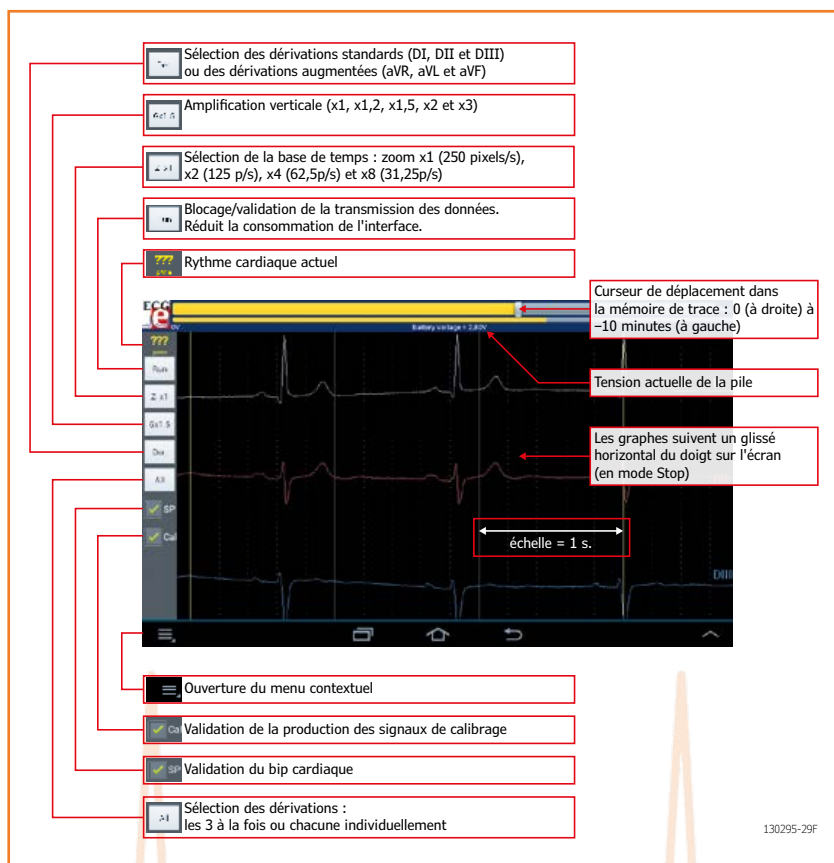 Sélection des dérivations standards (DI, DII et DIII)
ou des dérivations augmentées (aVR, aVL et aVF)
Gx1.5
Amplification verticale (x1, x1,2, x1,5, x2 et x3)
Z x1
Sélection de la base de temps : zoom x1 (250 pixels/s),
x2 (125 p/s), x4 (62,5p/s) et x8 (31,25p/s)
Blocage/validation de la transmission des données.
Réduit la consommation de l'interface.
???
Rythme cardiaque actuel
Curseur de déplacement dans
la mémoire de trace : 0 (à droite) à
–10 minutes (à gauche)
ECG
e
Battery voltage = 2,80V
???
Run
Z x1
Gx1.5
Der
All
SP
Cal
Tension actuelle de la pile
Les graphes suivent un glissé
horizontal du doigt sur l'écran
(en mode Stop)
échelle = 1 s.
DIII
Ouverture du menu contextuel
Cal
Validation de la production des signaux de calibrage
SP
Validation du bip cardiaque
All
Sélection des dérivations :
les 3 à la fois ou chacune individuellement
130295-29F